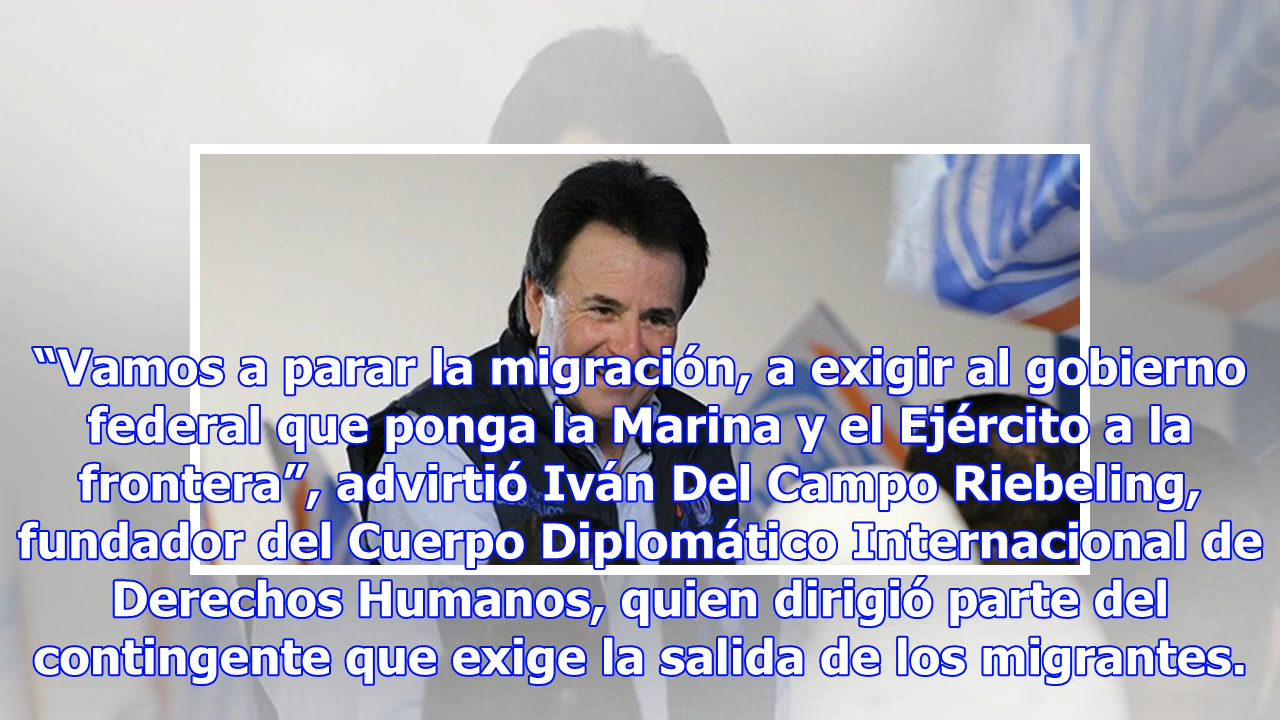 “Vamos a parar la migración, a exigir al gobierno
federal que ponga la Marina y el Ejército a la
frontera”, advirtió Iván Del Campo Riebeling,
fundador del Cuerpo Diplomático Internacional de
Derechos Humanos, quien dirigió parte del
contingente que exige la salida de los migrantes.